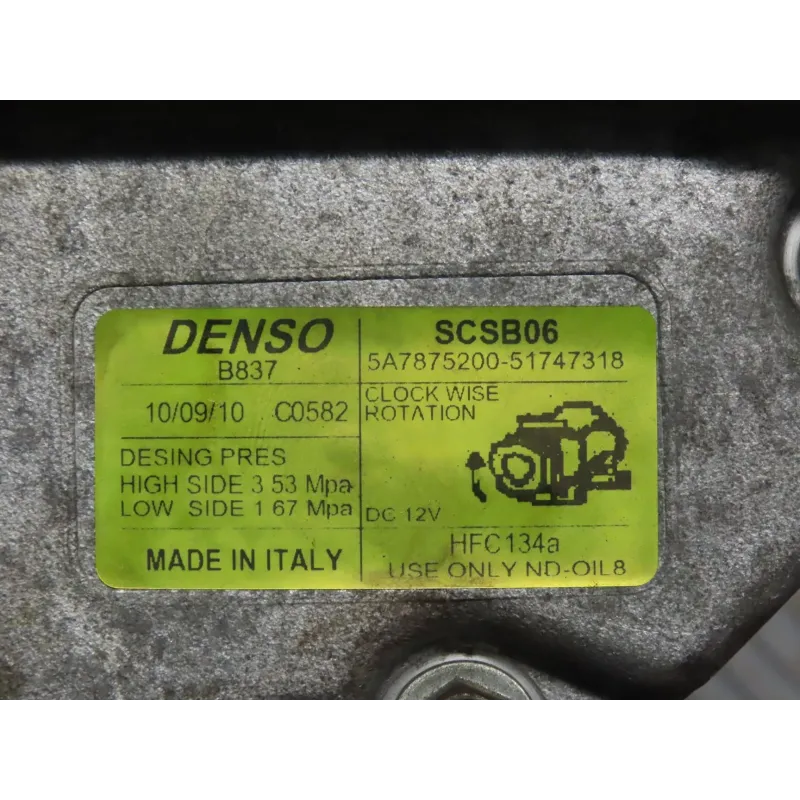 DENSO
B837
10/09/10 C0582
DESING PRES
HIGH SIDE 3 53 Mpa
LOW SIDE 1 67 Mpa
MADE IN ITALY
SCSB06
5A7875200-51747318
CLOCK WISE
ROTATION
DC 12V
HFC134a
USE ONLY ND-OIL8